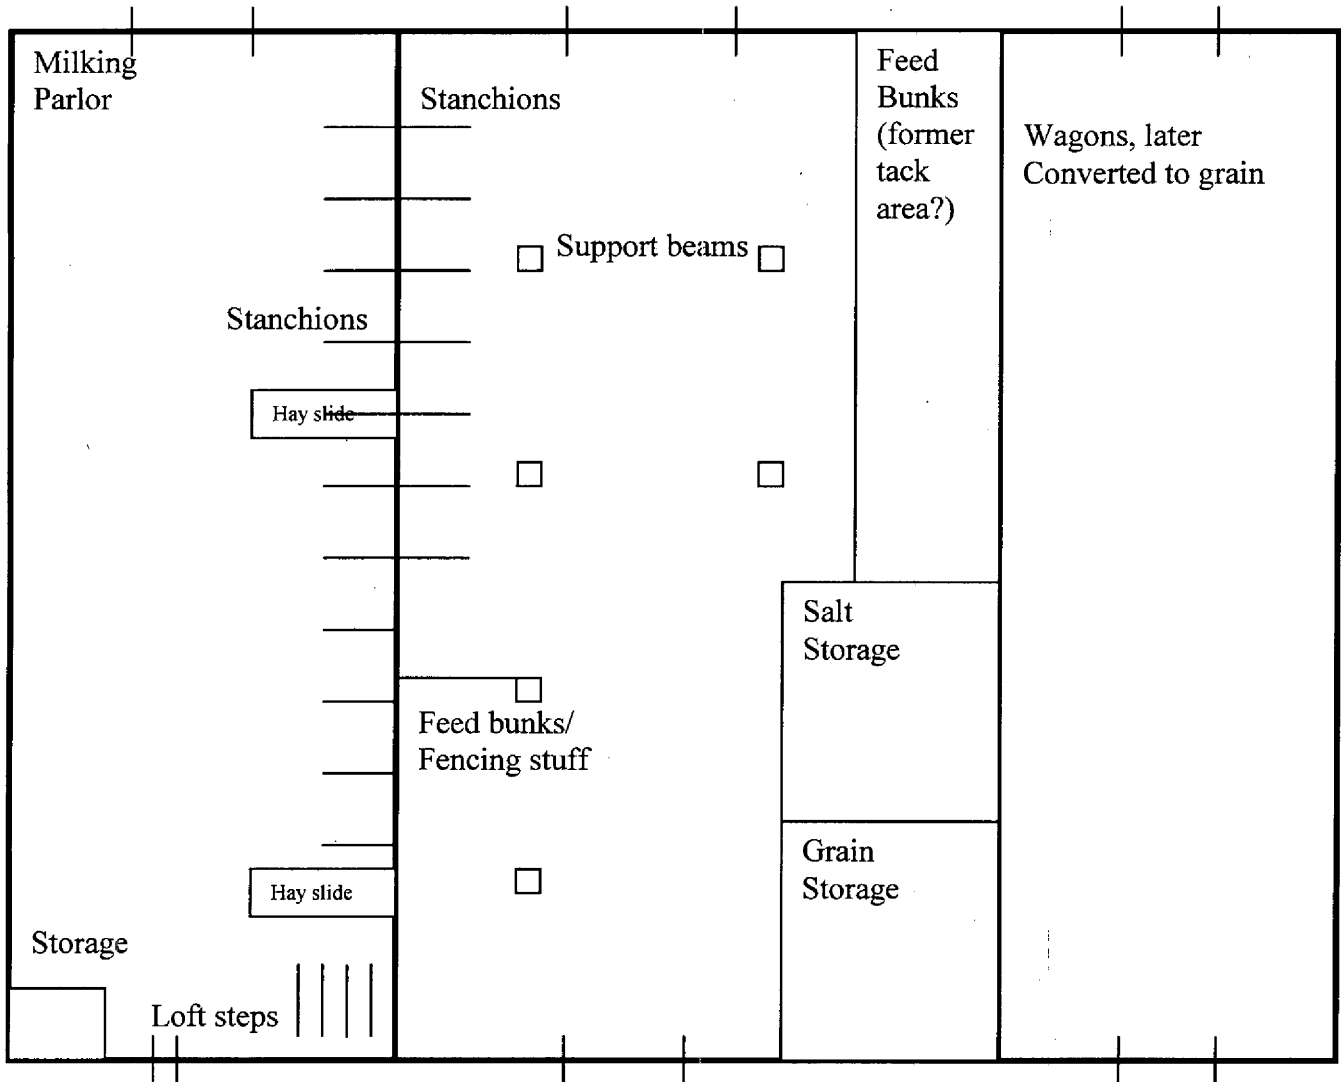 Milking
Parlor
Stanchions
Feed
Bunks
(former
tack
area?)
Wagons, later
Converted to grain
Support beams
Stanchions
Hay slide
Salt
Storage
Feed bunks/
Fencing stuff
Grain
Storage
Hay slide
Storage
Loft steps